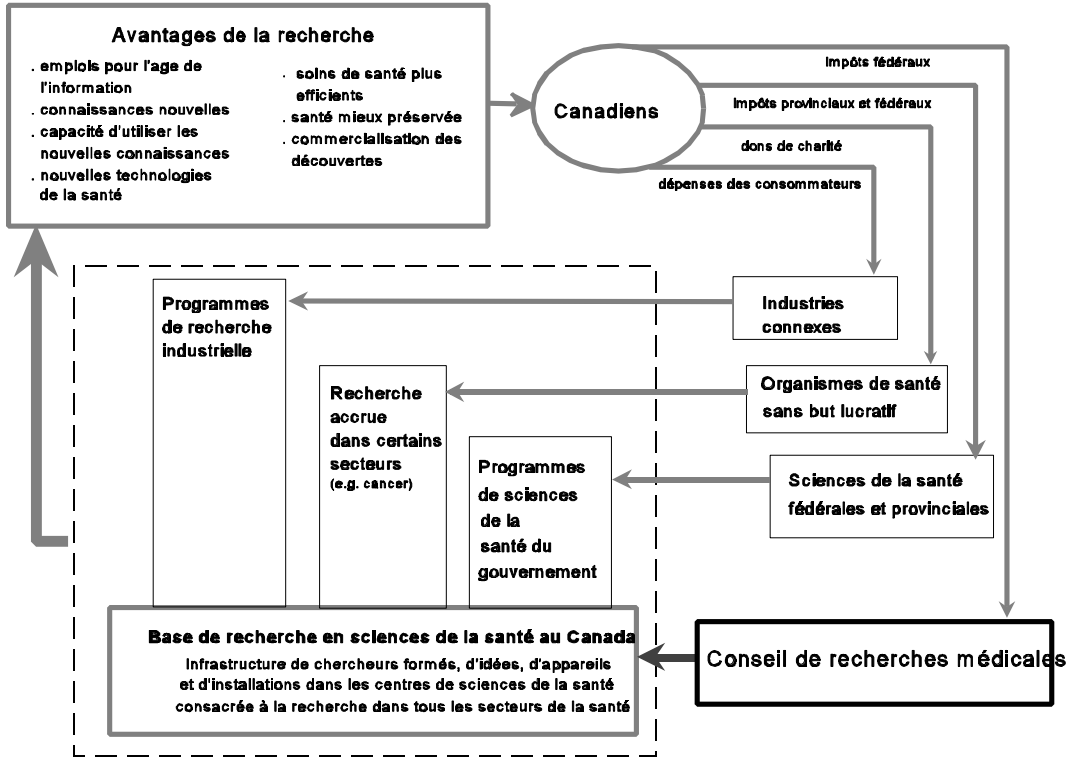 Avantages de la recherche
. emplois pour l'age de
l'information
. connaissances nouvelles
. capacité d'utiliser les
nouvelles connaissances
. nouvelles technologies
de la santé
. soins de santé plus
efficients
. santé mieux préservée
. commercialisation des
découvertes
Canadiens
impôts fédéraux
impôts provinciaux et fédéraux
dons de charité
dépenses des consommateurs
Programmes
de recherche
industrielle
Industries
connexes
Recherche
accrue
dans certains
secteurs
(e.g. cancer)
Organismes de santé
sans but lucratif
Programmes
de sciences
de la
santé du
gouvernement
Sciences de la santé
fédérales et provinciales
Base de recherche en sciences de la santé au Canada
Infrastructure de chercheurs formés, d'idées, d'appareils
et d'installations dans les centres de sciences de la santé
consacrée à la recherche dans tous les secteurs de la santé
Conseil de recherches médicales